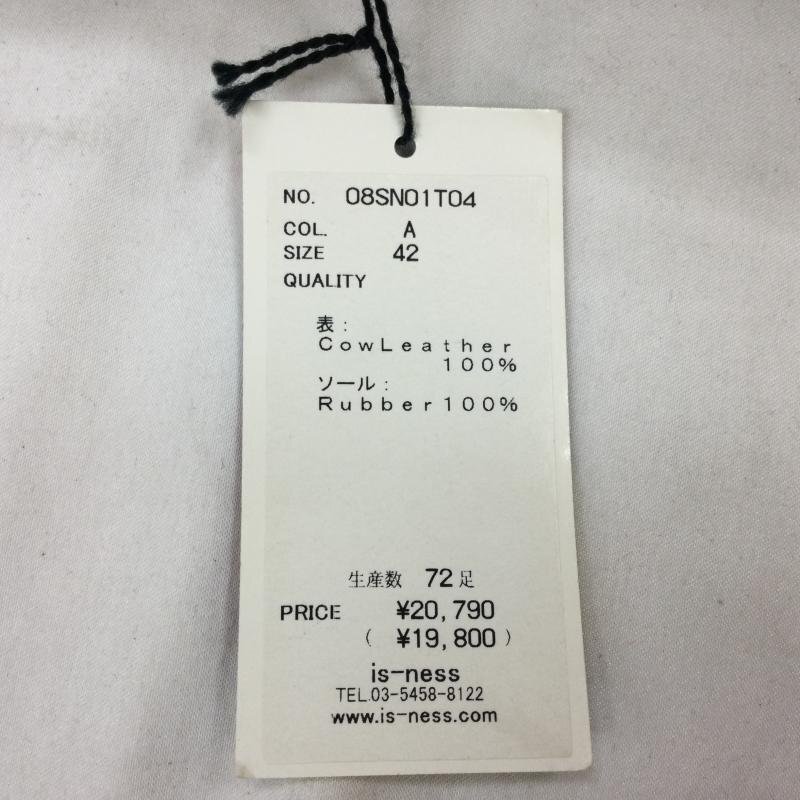 NO. 08SN01T04
COL. A
SIZE 42
QUALITY
表：
ＣｏｗＬｅａｔｈｅｒ
１００％
ソール：
Ｒｕｂｂｅｒ１００％
生産数 72足
PRICE ¥20,790
( ¥19,800 )
is-ness
TEL.03-5458-8122
www.is-ness.com